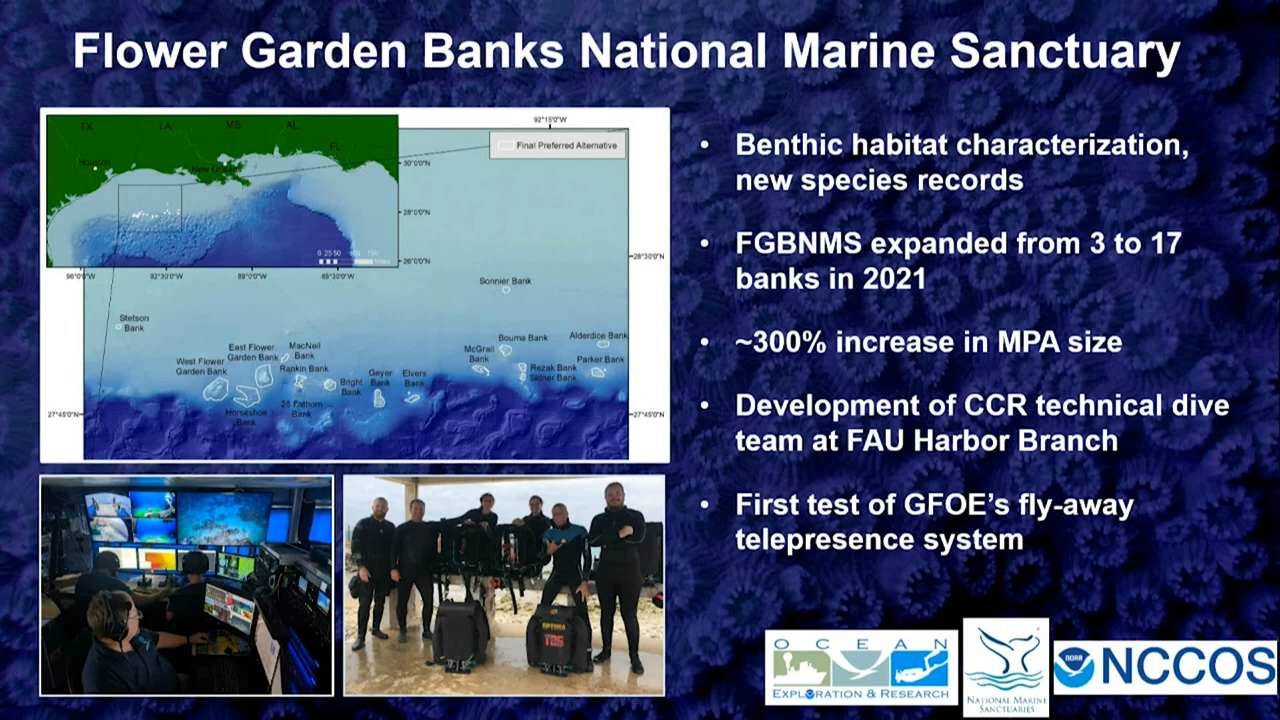 Flower Garden Banks National Marine Sanctuary
92°15'0"W
TX
LA
MS
AL
FL
Houston
New Orleans
Final Preferred Alternative
30°0'0"N
28°0'0"N
26°0'0"N
0 25 50
Miles
96°0'0"W
92°30'0"W
89°0'0"W
85°30'0"W
28°30'0"N
Sonnier Bank
Stetson
Bank
East Flower
Garden Bank
MacNeil
Bank
West Flower
Garden Bank
Rankin Bank
Bright
Bank
Horseshoe
Bank
28 Fathom
Bank
Geyer
Bank
Elvers
Bank
McGrail
Bank
Bouma Bank
Alderdice Bank
Rezak Bank
Sidner Bank
Parker Bank
27°45'0"N
27°45'0"N
• Benthic habitat characterization,
new species records
• FGBNMS expanded from 3 to 17
banks in 2021
• ~300% increase in MPA size
• Development of CCR technical dive
team at FAU Harbor Branch
• First test of GFOE's fly-away
telepresence system
OPTIMA
OCEAN
EXPLORATION & RESEARCH
NATIONAL MARINE
SANCTUARIES
NOAA
NCCOS